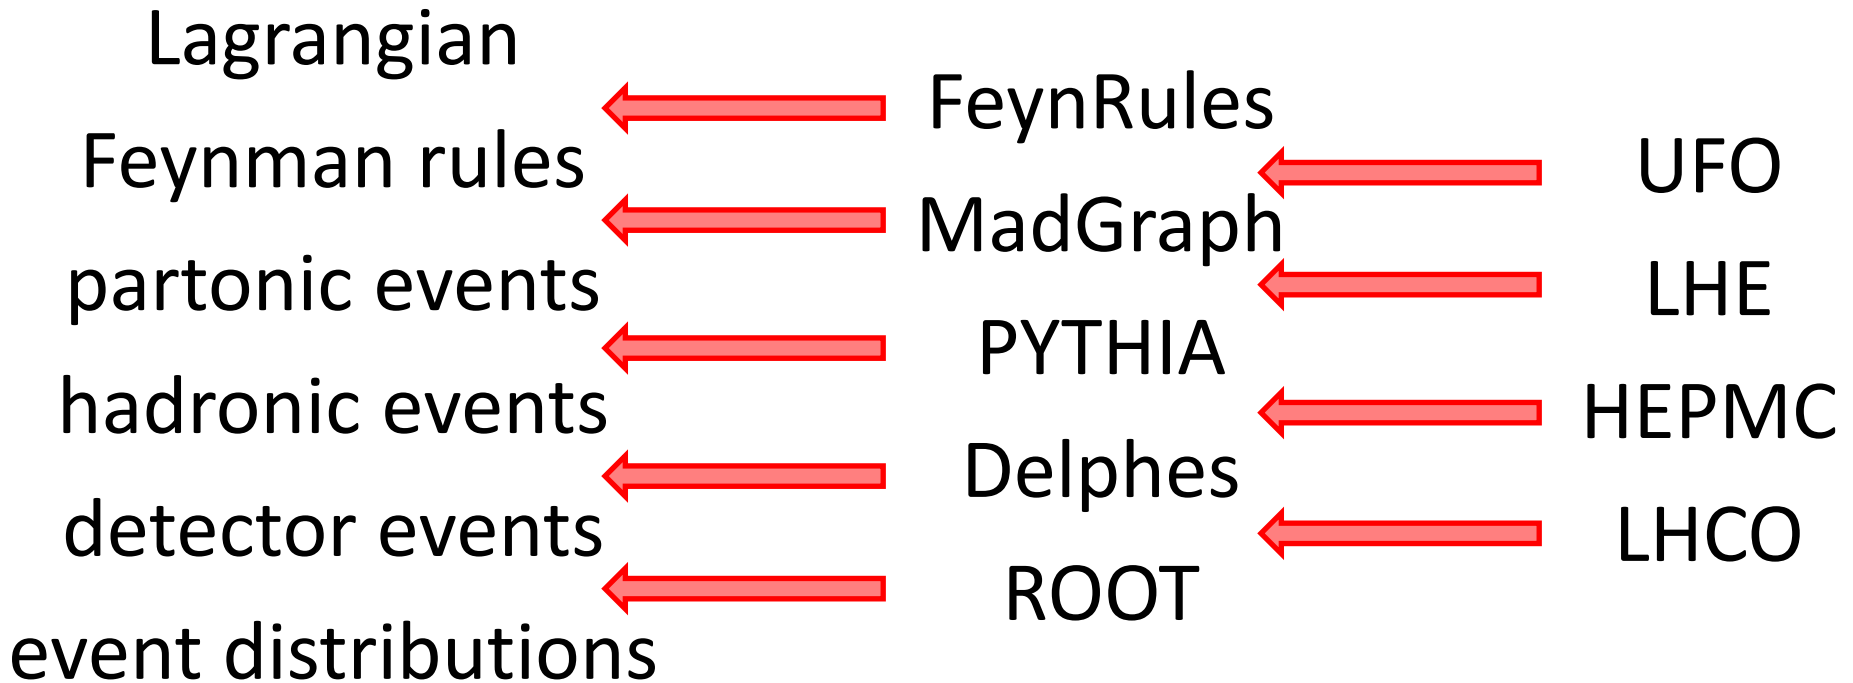 Lagrangian
FeynRules
Feynman rules
UFO
MadGraph
partonic events
LHE
PYTHIA
hadronic events
HEPMC
Delphes
detector events
LHCO
ROOT
event distributions